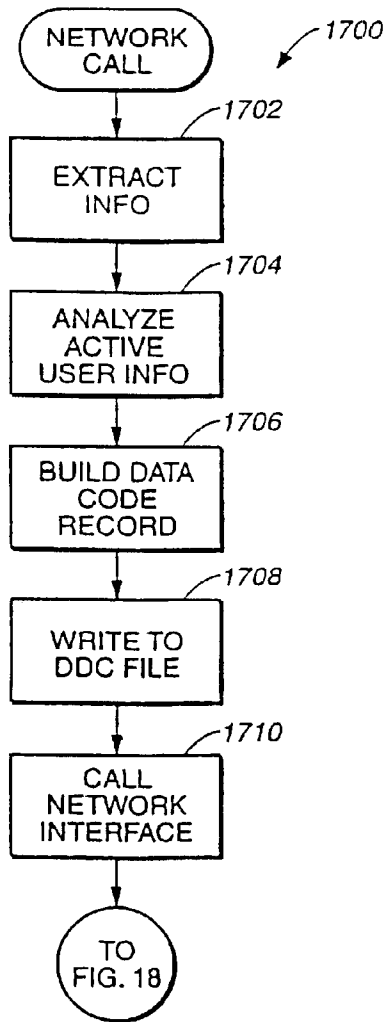 NETWORK
CALL
1700
1702
EXTRACT
INFO
1704
ANALYZE
ACTIVE
USER INFO
1706
BUILD DATA
CODE
RECORD
1708
WRITE TO
DDC FILE
1710
CALL
NETWORK
INTERFACE
TO
FIG. 18